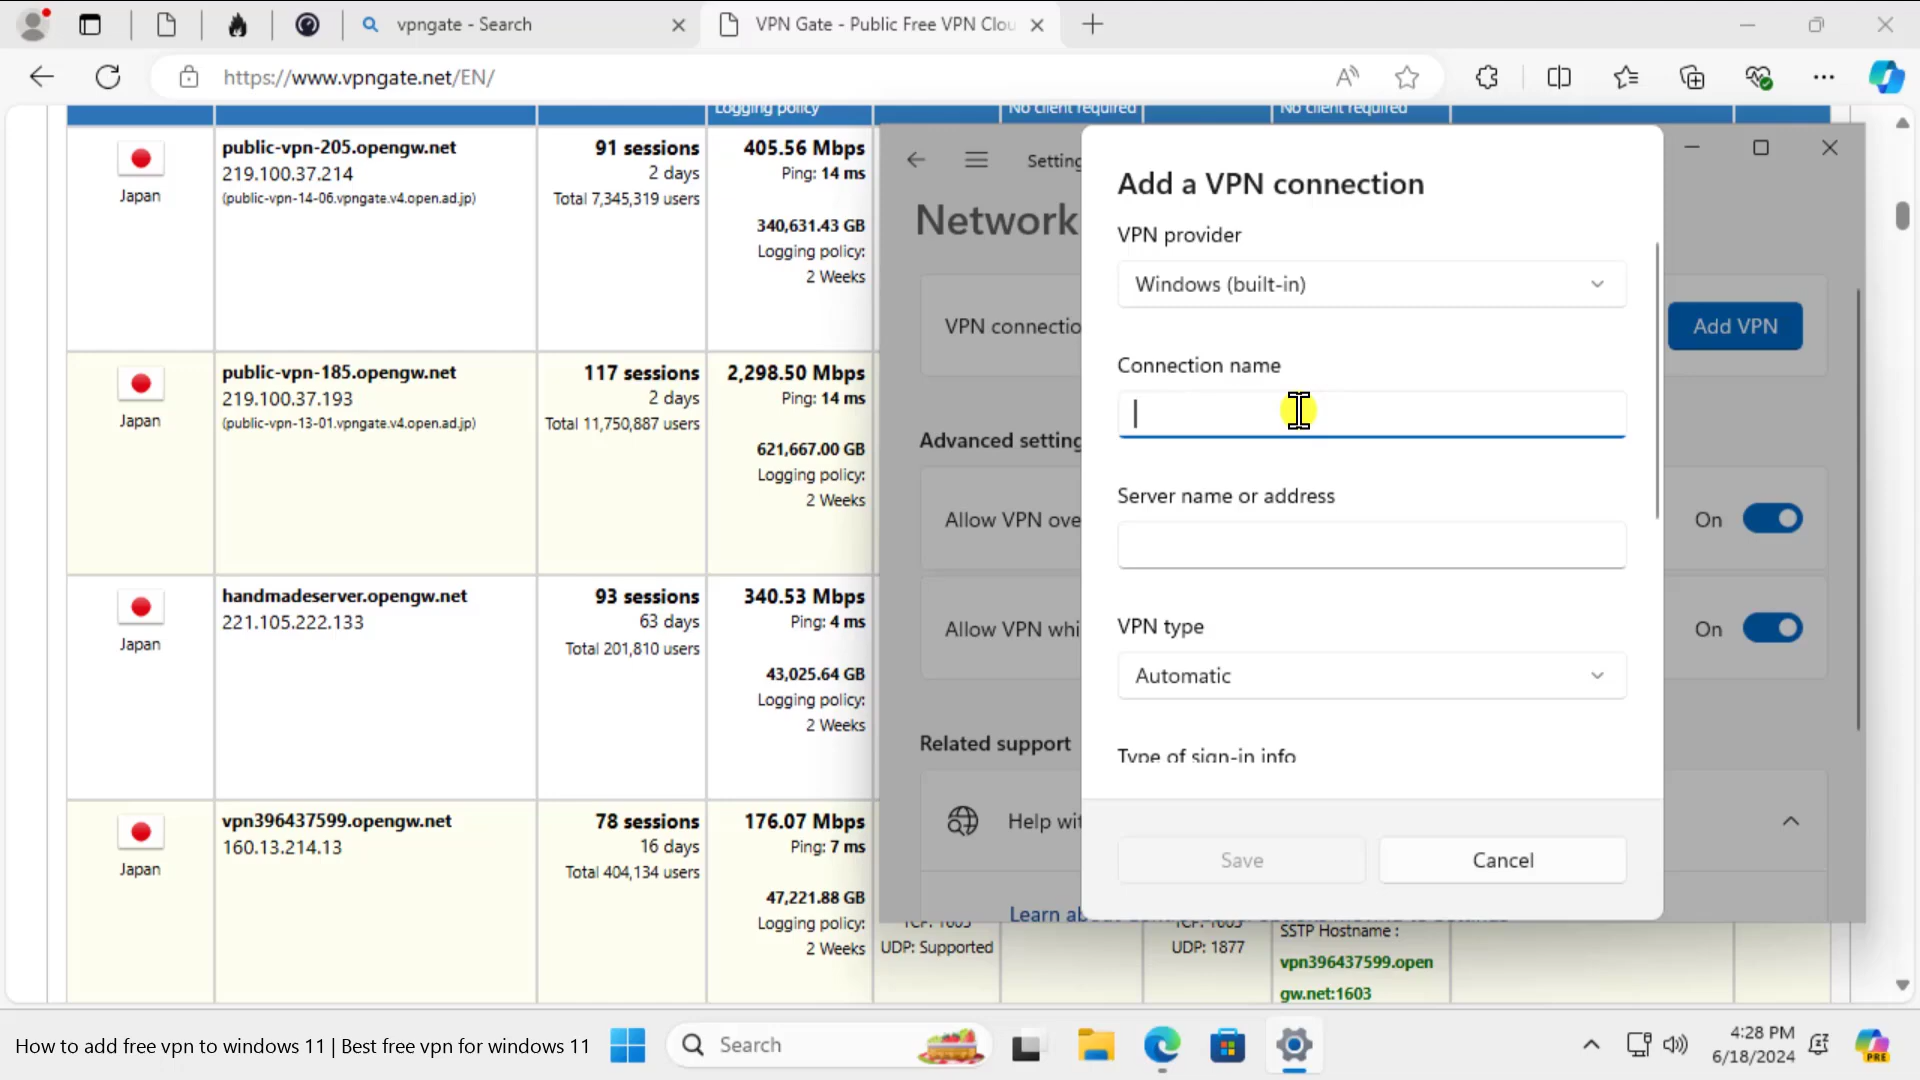 vpngate - Search
VPN Gate - Public Free VPN Clou
https://www.vpngate.net/EN/
Logging policy
No client required
No client required
Japan
public-vpn-205.opengw.net
219.100.37.214
(public-vpn-14-06.vpngate.v4.open.ad.jp)
91 sessions
2 days
Total 7,345,319 users
405.56 Mbps
Ping: 14 ms
340,631.43 GB
Logging policy:
2 Weeks
Japan
public-vpn-185.opengw.net
219.100.37.193
(public-vpn-13-01.vpngate.v4.open.ad.jp)
117 sessions
2 days
Total 11,750,887 users
2,298.50 Mbps
Ping: 14 ms
621,667.00 GB
Logging policy:
2 Weeks
Japan
handmadeserver.opengw.net
221.105.222.133
93 sessions
63 days
Total 201,810 users
340.53 Mbps
Ping: 4 ms
43,025.64 GB
Logging policy:
2 Weeks
Japan
vpn396437599.opengw.net
160.13.214.13
78 sessions
16 days
Total 404,134 users
176.07 Mbps
Ping: 7 ms
47,221.88 GB
Logging policy:
2 Weeks
TCP: 1603
UDP: Supported
TCP: 1603
UDP: 1877
SSTP Hostname :
vpn396437599.open
gw.net:1603
Setting
Network
VPN connectio
Add VPN
Advanced setting
Allow VPN ove
On
Allow VPN whi
On
Related support
Help wit
Learn ab
Add a VPN connection
VPN provider
Windows (built-in)
Connection name
Server name or address
VPN type
Automatic
Type of sign-in info
Save
Cancel
How to add free vpn to windows 11 | Best free vpn for windows 11
Search
4:28 PM
6/18/2024
PRE